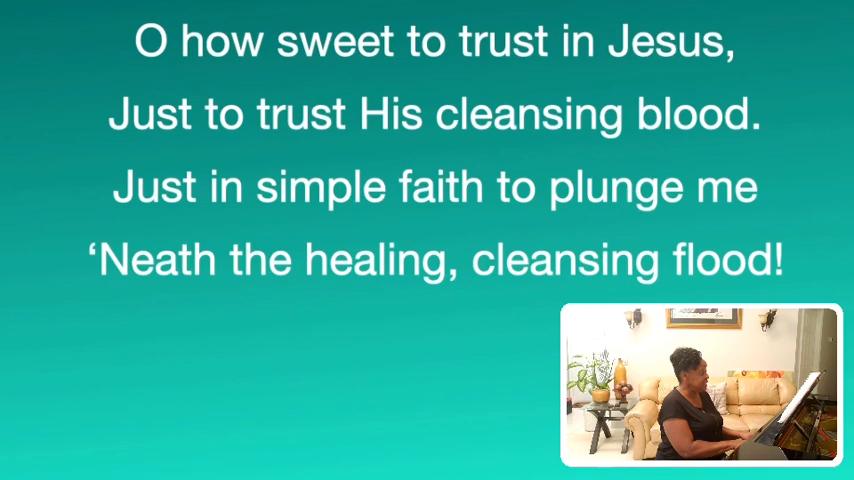 O how sweet to trust in Jesus,
Just to trust His cleansing blood.
Just in simple faith to plunge me
‘Neath the healing, cleansing flood!